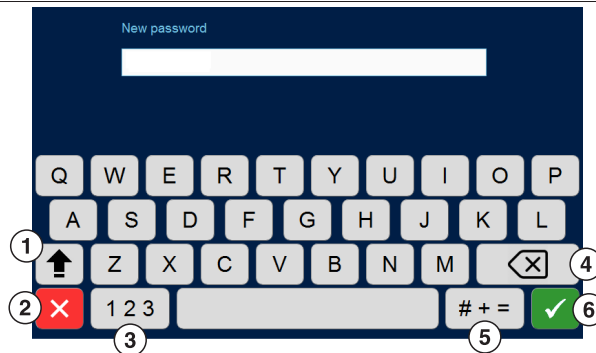 New password
Q W E R T Y U I O P
A S D F G H J K L
1
Z X C V B N M
4
2
1 2 3
# + =
6
3
5